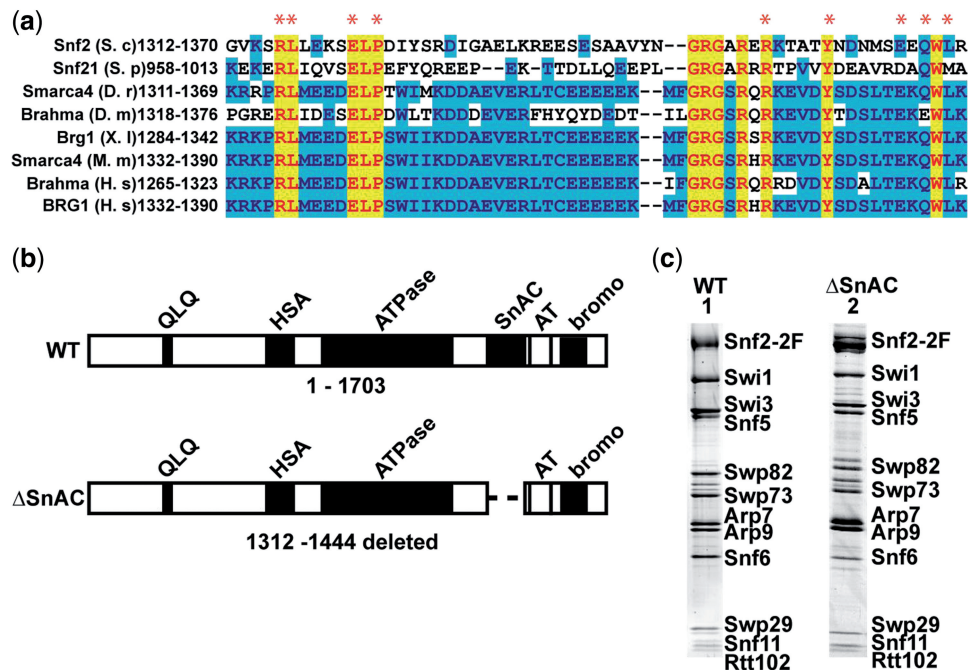 (a)
* * * * * * * * *
Snf2 (S. c)1312-1370 GVKSRLLEKSELPDIYSRDIGAELKREESESAAVYN--GRGARERKTATYNDNMSEEQWLR
Snf21 (S. p)958-1013 KEKERLIQVSELPEFYQREEP--EK-TTDLLQEEPL--GRGARRRTPVVYDEAVRDAQWMA
Smarca4 (D. r)1311-1369 KRRPRLMEEDELPTWIMKDDAEVERLTCEEEEEK--MFGRGSRQRKEVDYSDSLTEKQWLK
Brahma (D. m)1318-1376 PGRERLIDESELPDWLTKDDDEVERFHYQYDEDT--ILGRGSRQRKEVDYTDSLTEKEWLK
Brg1 (X. l)1284-1342 KRKPRLMEEDELPSWIIKDDAEVERLTCEEEEEK--MFGRGSRHRKEVDYSDSLTEKQWLK
Smarca4 (M. m)1332-1390 KRKPRLMEEDELPSWIIKDDAEVERLTCEEEEEK--MFGRGSRHRKEVDYSDSLTEKQWLK
Brahma (H. s)1265-1323 KRKPRLMEEDELPSWIIKDDAEVERLTCEEEEEK--IFGRGSRQRRDVDYSDALTEKQWLR
BRG1 (H. s)1332-1390 KRKPRLMEEDELPSWIIKDDAEVERLTCEEEEEK--MFGRGSRHRKEVDYSDSLTEKQWLK
(b)
QLQ HSA ATPase SnAC AT bromo
WT
1 - 1703
QLQ HSA ATPase AT bromo
ΔSnAC
1312 -1444 deleted
(c)
WT
1
Snf2-2F
Swi1
Swi3
Snf5
Swp82
Swp73
Arp7
Arp9
Snf6
Swp29
Snf11
Rtt102
ΔSnAC
2
Snf2-2F
Swi1
Swi3
Snf5
Swp82
Swp73
Arp7
Arp9
Snf6
Swp29
Snf11
Rtt102